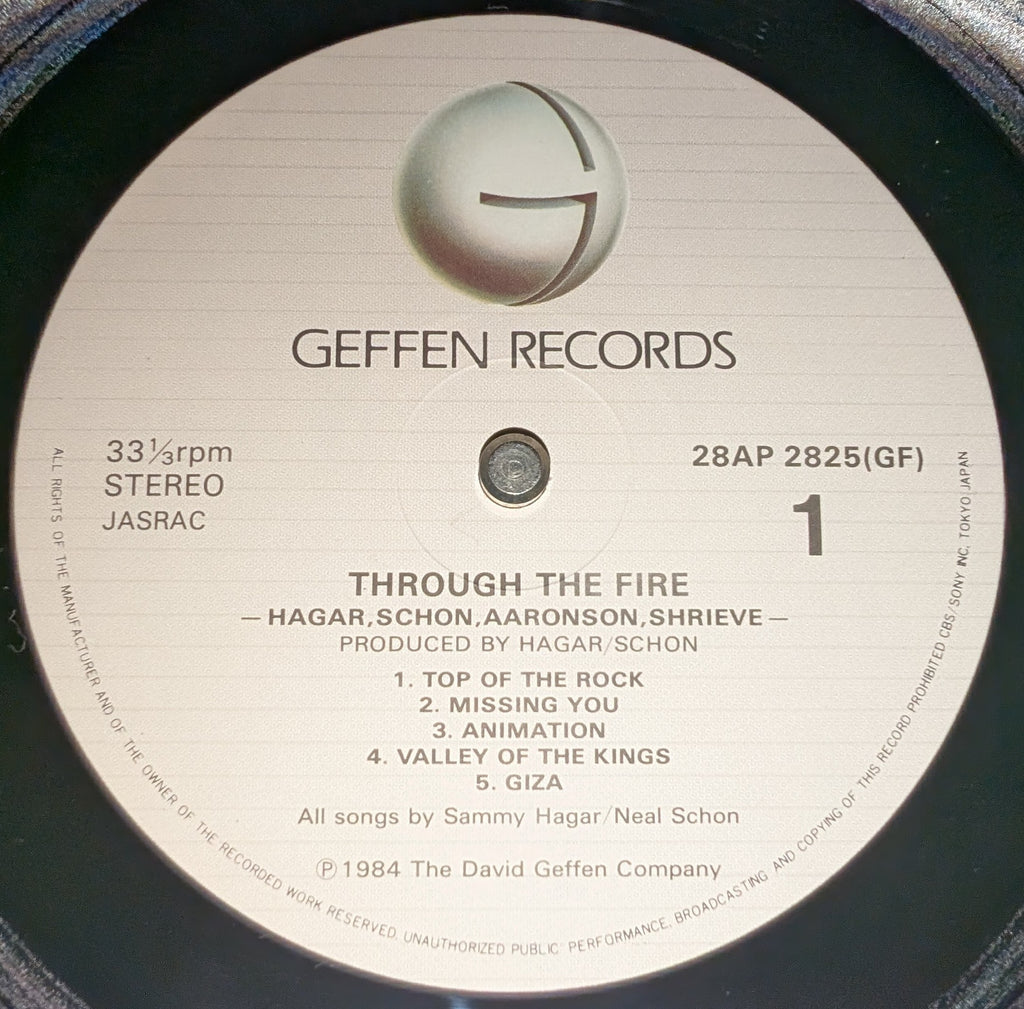 GEFFEN RECORDS
33⅓rpm
STEREO
JASRAC
28AP 2825(GF)
1
THROUGH THE FIRE
—HAGAR,SCHON,AARONSON,SHRIEVE—
PRODUCED BY HAGAR/SCHON
1. TOP OF THE ROCK
2. MISSING YOU
3. ANIMATION
4. VALLEY OF THE KINGS
5. GIZA
All songs by Sammy Hagar/Neal Schon
Ⓟ1984 The David Geffen Company
ALL RIGHTS OF THE MANUFACTURER AND OF THE OWNER OF THE RECORDED WORK RESERVED. UNAUTHORIZED PUBLIC PERFORMANCE, BROADCASTING AND COPYING OF THIS RECORD PROHIBITED CBS/SONY INC. TOKYO JAPAN